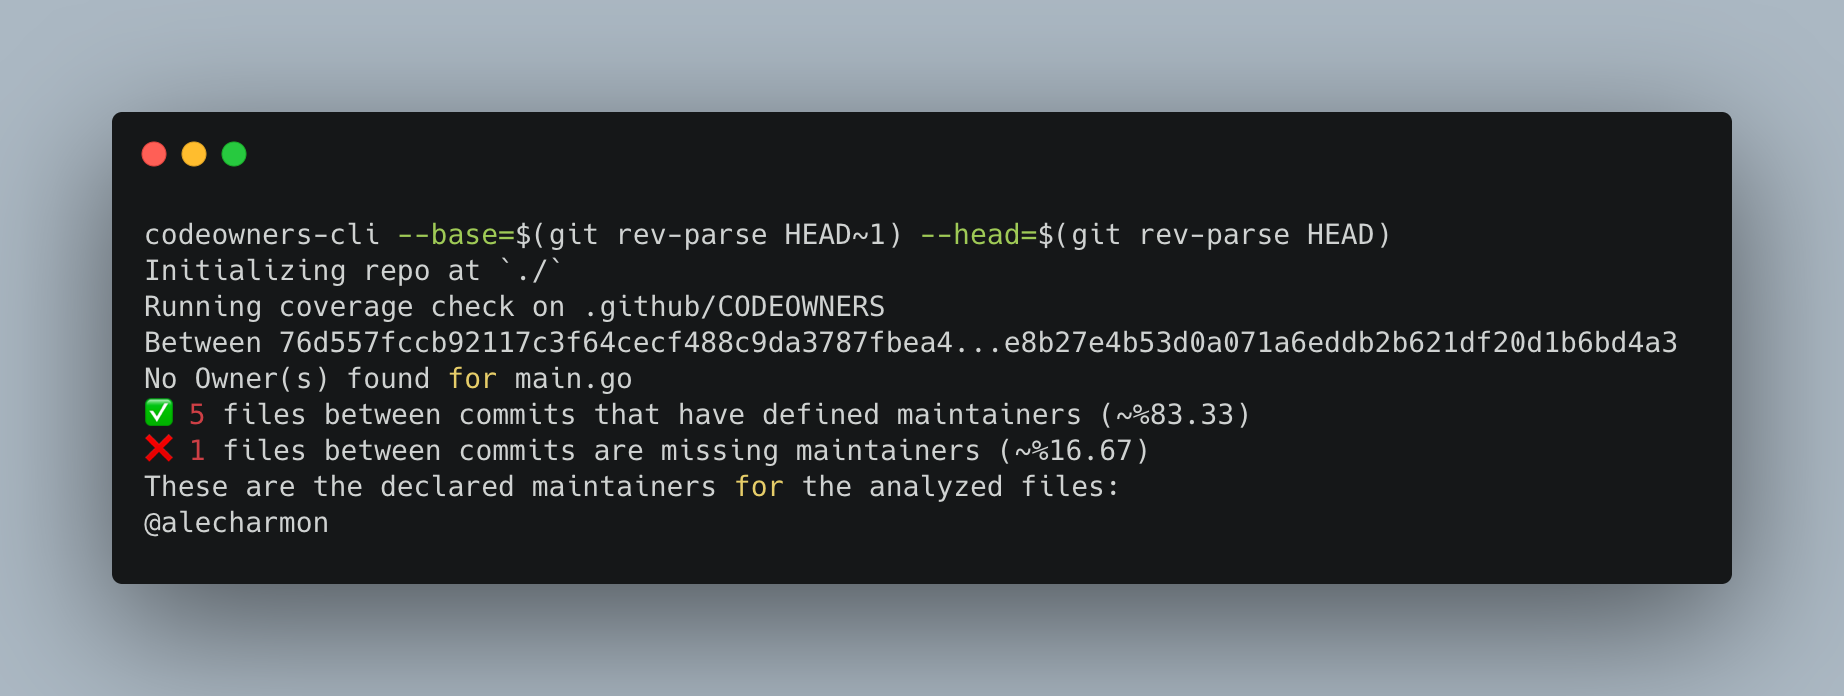 codeowners-cli --base=$(git rev-parse HEAD~1) --head=$(git rev-parse HEAD)
Initializing repo at `./`
Running coverage check on .github/CODEOWNERS
Between 76d557fccb92117c3f64cecf488c9da3787fbea4...e8b27e4b53d0a071a6eddb2b621df20d1b6bd4a3
No Owner(s) found for main.go
✅ 5 files between commits that have defined maintainers (~%83.33)
❌ 1 files between commits are missing maintainers (~%16.67)
These are the declared maintainers for the analyzed files:
@alecharmon